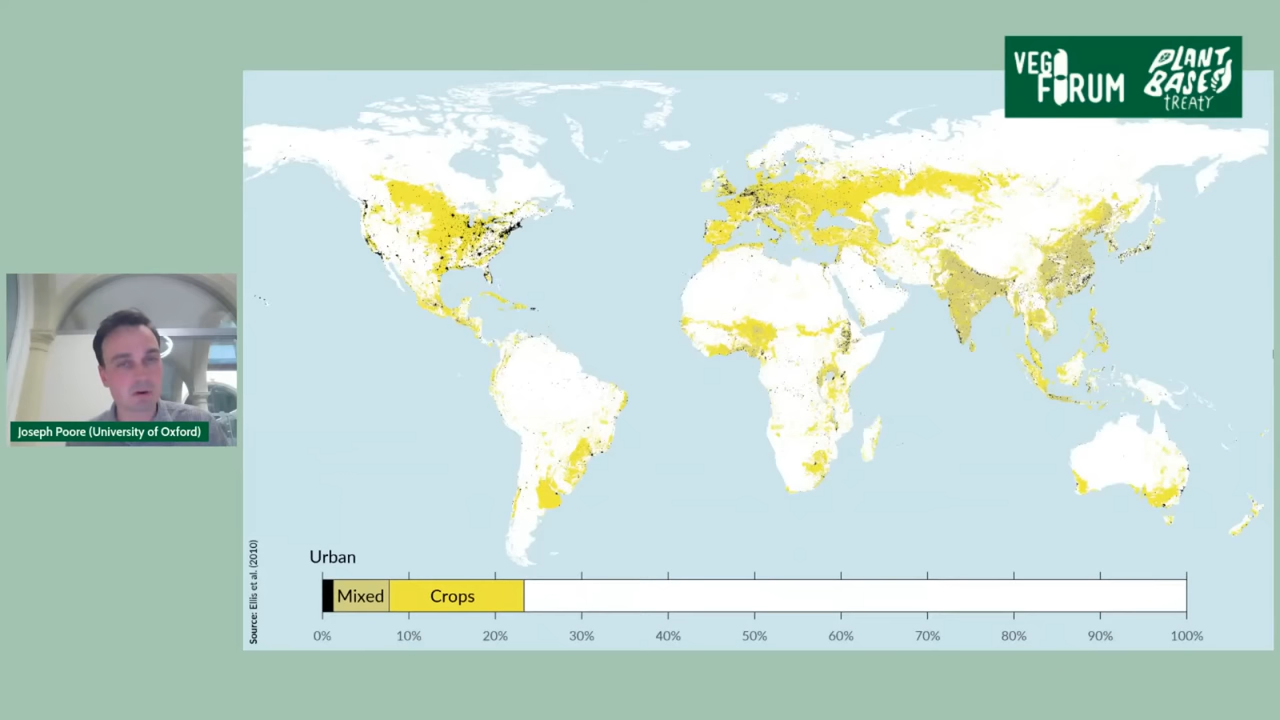 VEG
FORUM
PLANT
BASED
TREATY
Joseph Poore (University of Oxford)
Source: Ellis et al. (2010)
Urban
Mixed
Crops
0%
10%
20%
30%
40%
50%
60%
70%
80%
90%
100%